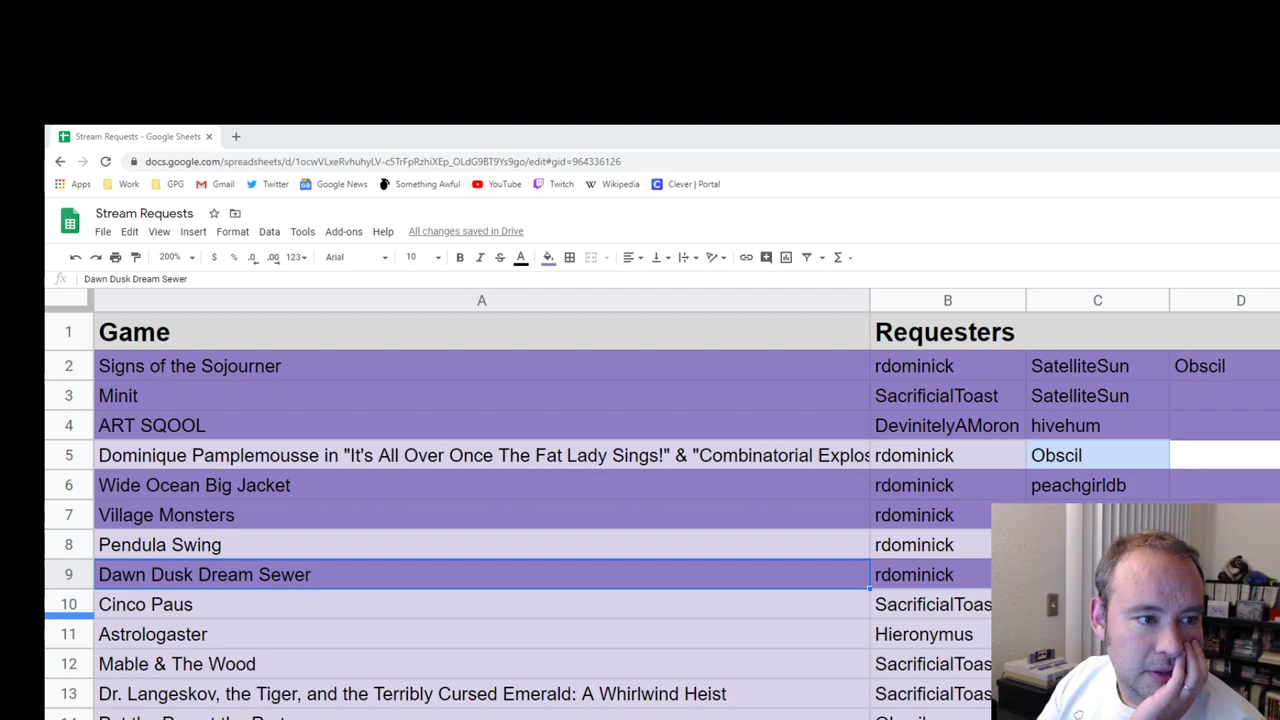 Stream Requests - Google Sheets
docs.google.com/spreadsheets/d/1ocwVLxeRvhuhyLV-c5TrFpRzhiXEp_OLdG9BT9Ys9go/edit#gid=964336126
Apps Work GPG Gmail Twitter Google News Something Awful YouTube Twitch Wikipedia Clever | Portal
Stream Requests
File Edit View Insert Format Data Tools Add-ons Help All changes saved in Drive
200% $ % .0 .00 123 Arial 10 B I S A Σ
fx Dawn Dusk Dream Sewer
A B C D
1 Game Requesters
2 Signs of the Sojourner rdominick SatelliteSun Obscil
3 Minit SacrificialToast SatelliteSun
4 ART SQOOL DevinitelyAMoron hivehum
5 Dominique Pamplemousse in "It's All Over Once The Fat Lady Sings!" & "Combinatorial Explos rdominick Obscil
6 Wide Ocean Big Jacket rdominick peachgirldb
7 Village Monsters rdominick
8 Pendula Swing rdominick
9 Dawn Dusk Dream Sewer rdominick
10 Cinco Paus SacrificialToas
11 Astrologaster Hieronymus
12 Mable & The Wood SacrificialToas
13 Dr. Langeskov, the Tiger, and the Terribly Cursed Emerald: A Whirlwind Heist SacrificialToas